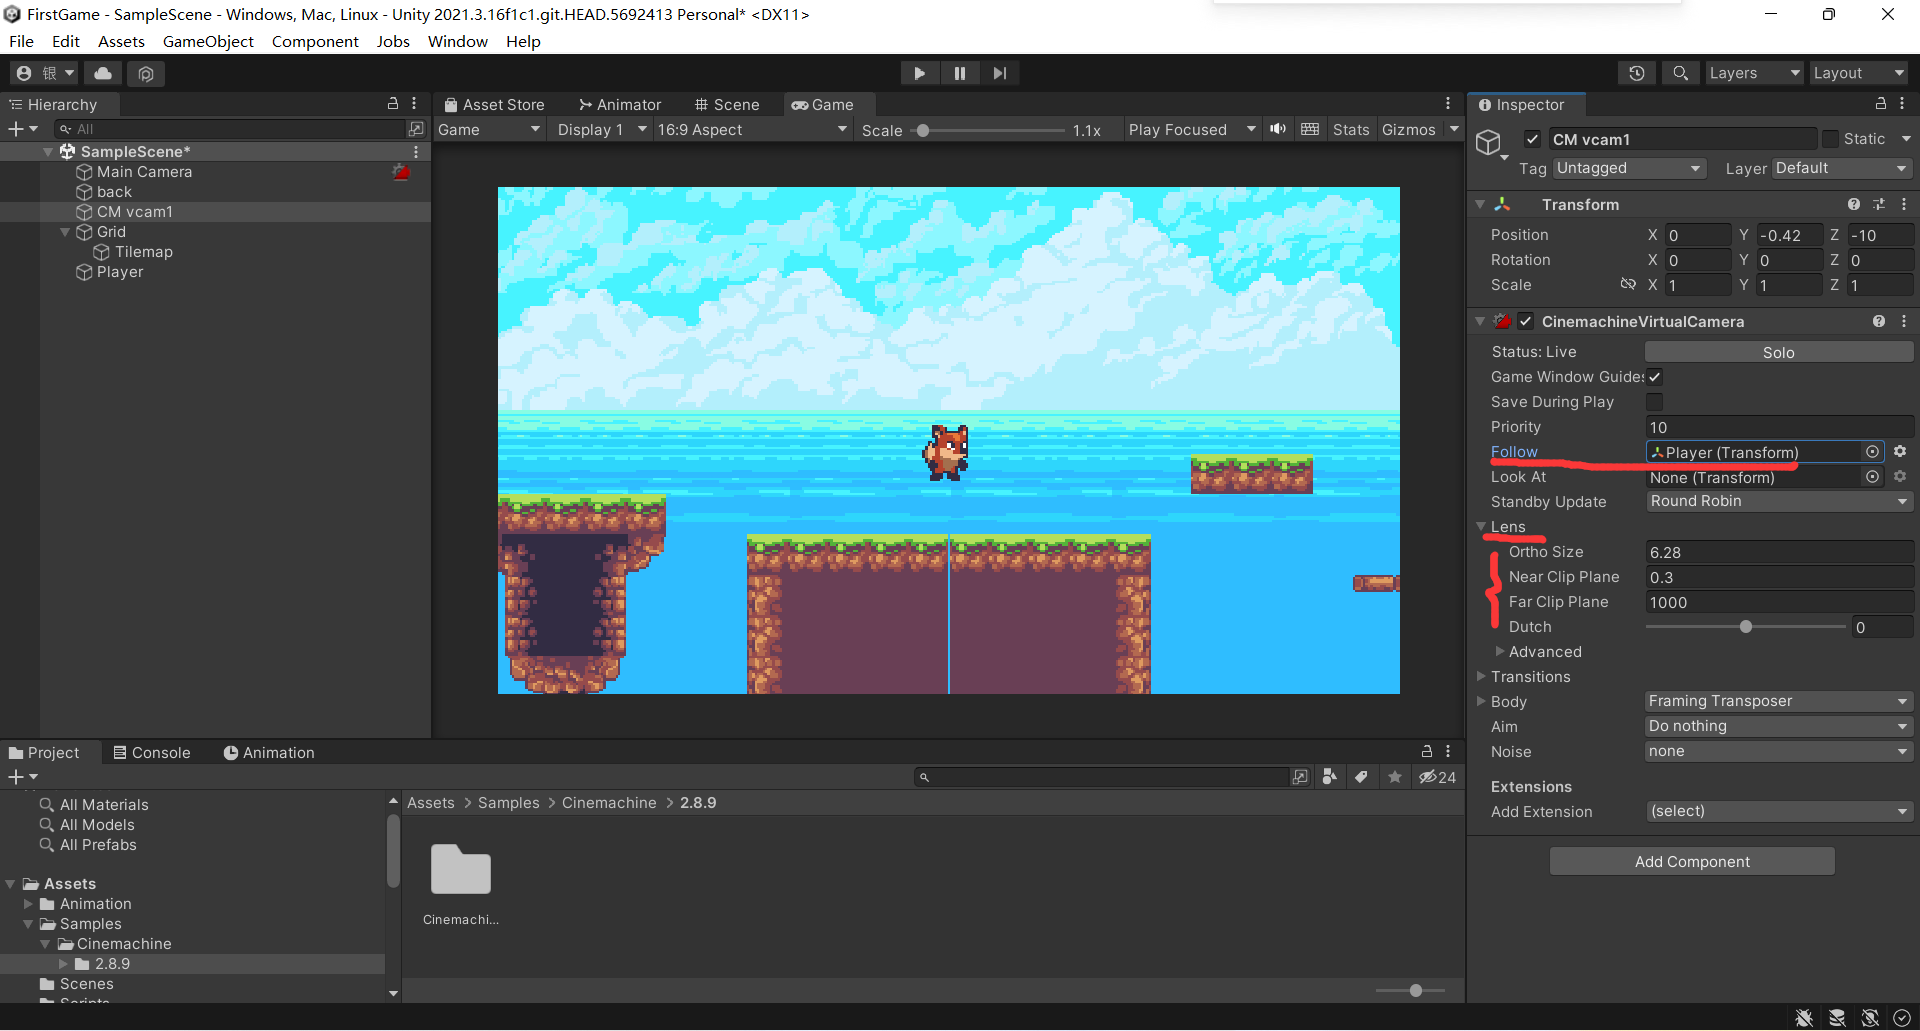 FirstGame - SampleScene - Windows, Mac, Linux - Unity 2021.3.16f1c1.git.HEAD.5692413 Personal* <DX11>
File Edit Assets GameObject Component Jobs Window Help
银 Layers Layout
Hierarchy
All
SampleScene*
Main Camera
back
CM vcam1
Grid
Tilemap
Player
Asset Store Animator Scene Game
Game Display 1 16:9 Aspect Scale 1.1x Play Focused Stats Gizmos
Inspector
CM vcam1 Static
Tag Untagged Layer Default
Transform
Position X 0 Y -0.42 Z -10
Rotation X 0 Y 0 Z 0
Scale X 1 Y 1 Z 1
CinemachineVirtualCamera
Status: Live Solo
Game Window Guides
Save During Play
Priority 10
Follow Player (Transform)
Look At None (Transform)
Standby Update Round Robin
Lens
Ortho Size 6.28
Near Clip Plane 0.3
Far Clip Plane 1000
Dutch 0
Advanced
Transitions
Body Framing Transposer
Aim Do nothing
Noise none
Extensions
Add Extension (select)
Add Component
Project Console Animation
24
All Materials
All Models
All Prefabs
Assets
Animation
Samples
Cinemachine
2.8.9
Scenes
Scripts
Assets > Samples > Cinemachine > 2.8.9
Cinemachi...